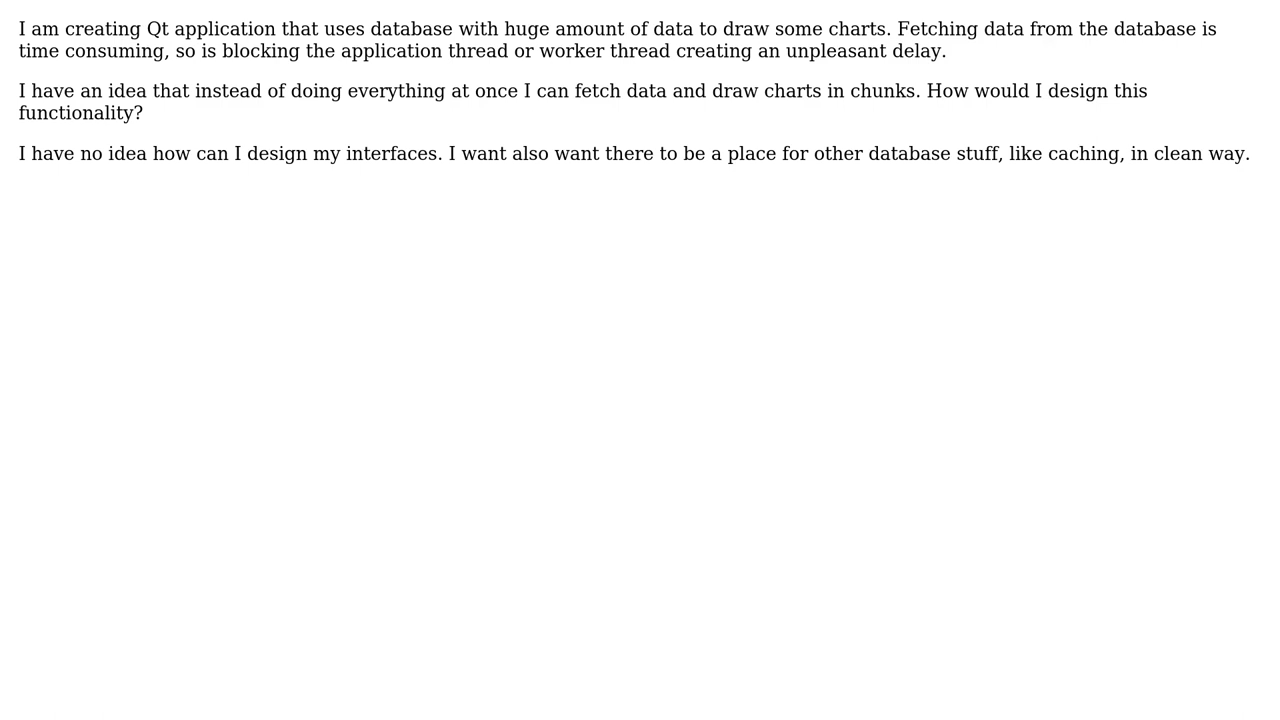 I am creating Qt application that uses database with huge amount of data to draw some charts. Fetching data from the database is
time consuming, so is blocking the application thread or worker thread creating an unpleasant delay.
I have an idea that instead of doing everything at once I can fetch data and draw charts in chunks. How would I design this
functionality?
I have no idea how can I design my interfaces. I want also want there to be a place for other database stuff, like caching, in clean way.